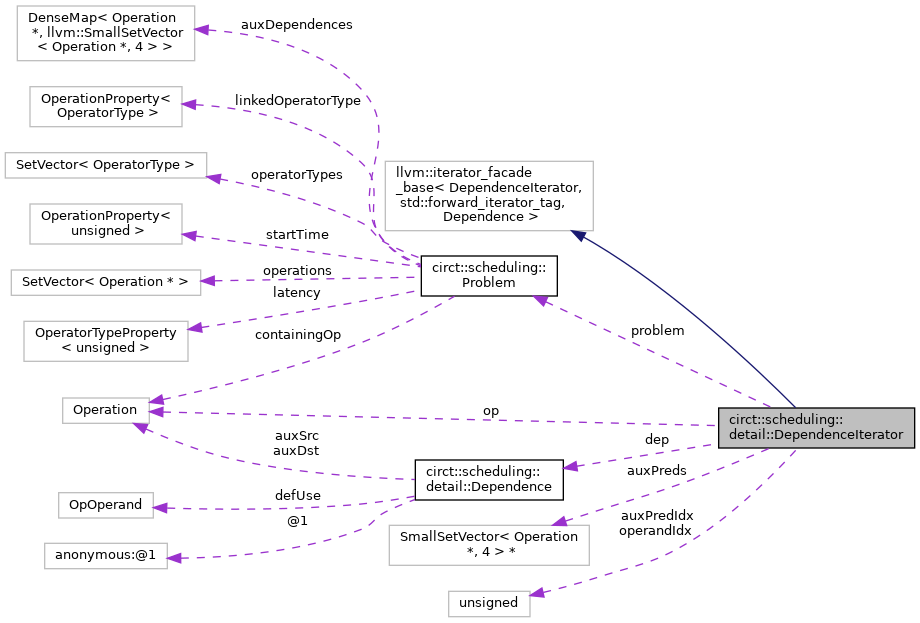 DenseMap< Operation
*, llvm::SmallSetVector
< Operation *, 4 > >
auxDependences
OperationProperty<
OperatorType >
linkedOperatorType
SetVector< OperatorType >
operatorTypes
llvm::iterator_facade
_base< DependenceIterator,
std::forward_iterator_tag,
Dependence >
OperationProperty<
unsigned >
startTime
SetVector< Operation * >
operations
circt::scheduling::
Problem
latency
OperatorTypeProperty
< unsigned >
containingOp
problem
Operation
op
circt::scheduling::
detail::DependenceIterator
auxSrc
auxDst
dep
circt::scheduling::
detail::Dependence
auxPreds
OpOperand
defUse
@1
auxPredIdx
operandIdx
anonymous:@1
SmallSetVector< Operation
*, 4 > *
unsigned